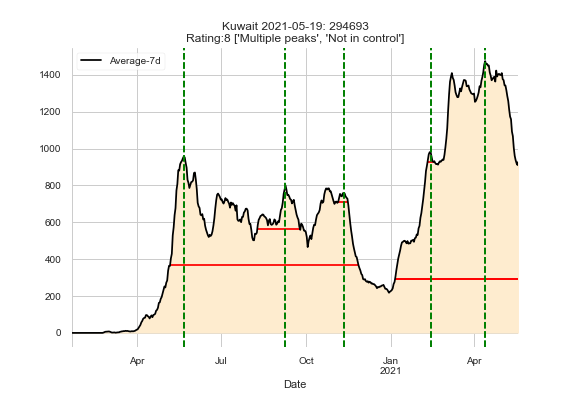 Kuwait 2021-05-19: 294693
Rating:8 ['Multiple peaks', 'Not in control']
Average-7d
1400
1200
1000
800
600
400
200
0
Apr Jul Oct Jan Apr
2021
Date